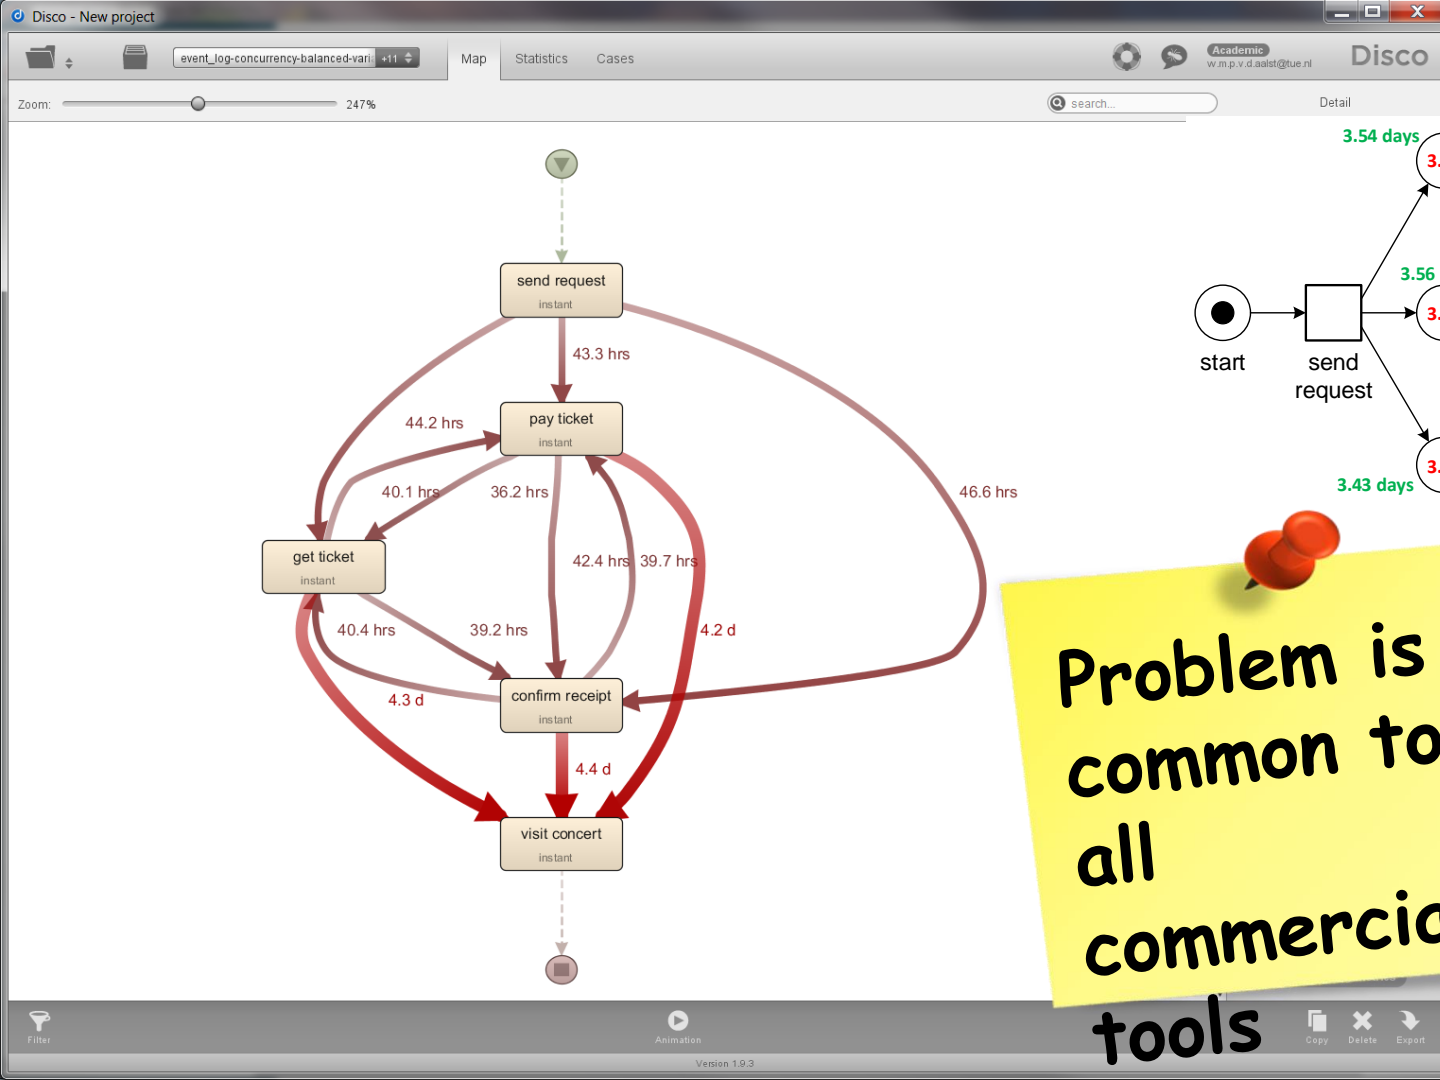 Disco - New project
event_log-concurrency-balanced-vari
+11
Map
Statistics
Cases
Academic
w.m.p.v.d.aalst@tue.nl
Disco
Zoom:
247%
search...
Detail
3.54 days
3.
3.56
3.
start
send
request
3.43 days
3.
send request
instant
43.3 hrs
44.2 hrs
pay ticket
instant
40.1 hrs
36.2 hrs
46.6 hrs
get ticket
instant
42.4 hrs
39.7 hrs
40.4 hrs
39.2 hrs
4.2 d
confirm receipt
instant
4.3 d
4.4 d
visit concert
instant
Problem is
common to
all
commercia
tools
Filter
Animation
Copy
Delete
Export
Version 1.9.3